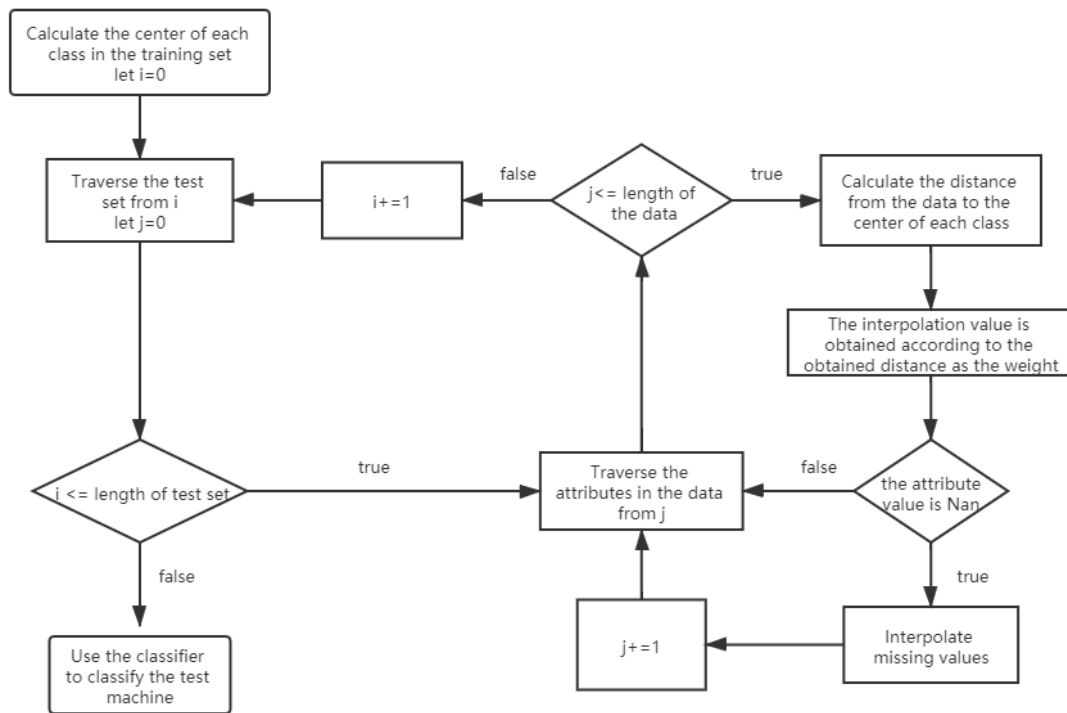 Calculate the center of each
class in the training set
let i=0
Traverse the test
set from i
let j=0
i+=1
false
j<= length of
the data
true
Calculate the distance
from the data to the
center of each class
The interpolation value is
obtained according to the
obtained distance as the weight
i <= length of test set
true
Traverse the
attributes in the data
from j
false
the attribute
value is Nan
false
true
Use the classifier
to classify the test
machine
j+=1
Interpolate
missing values